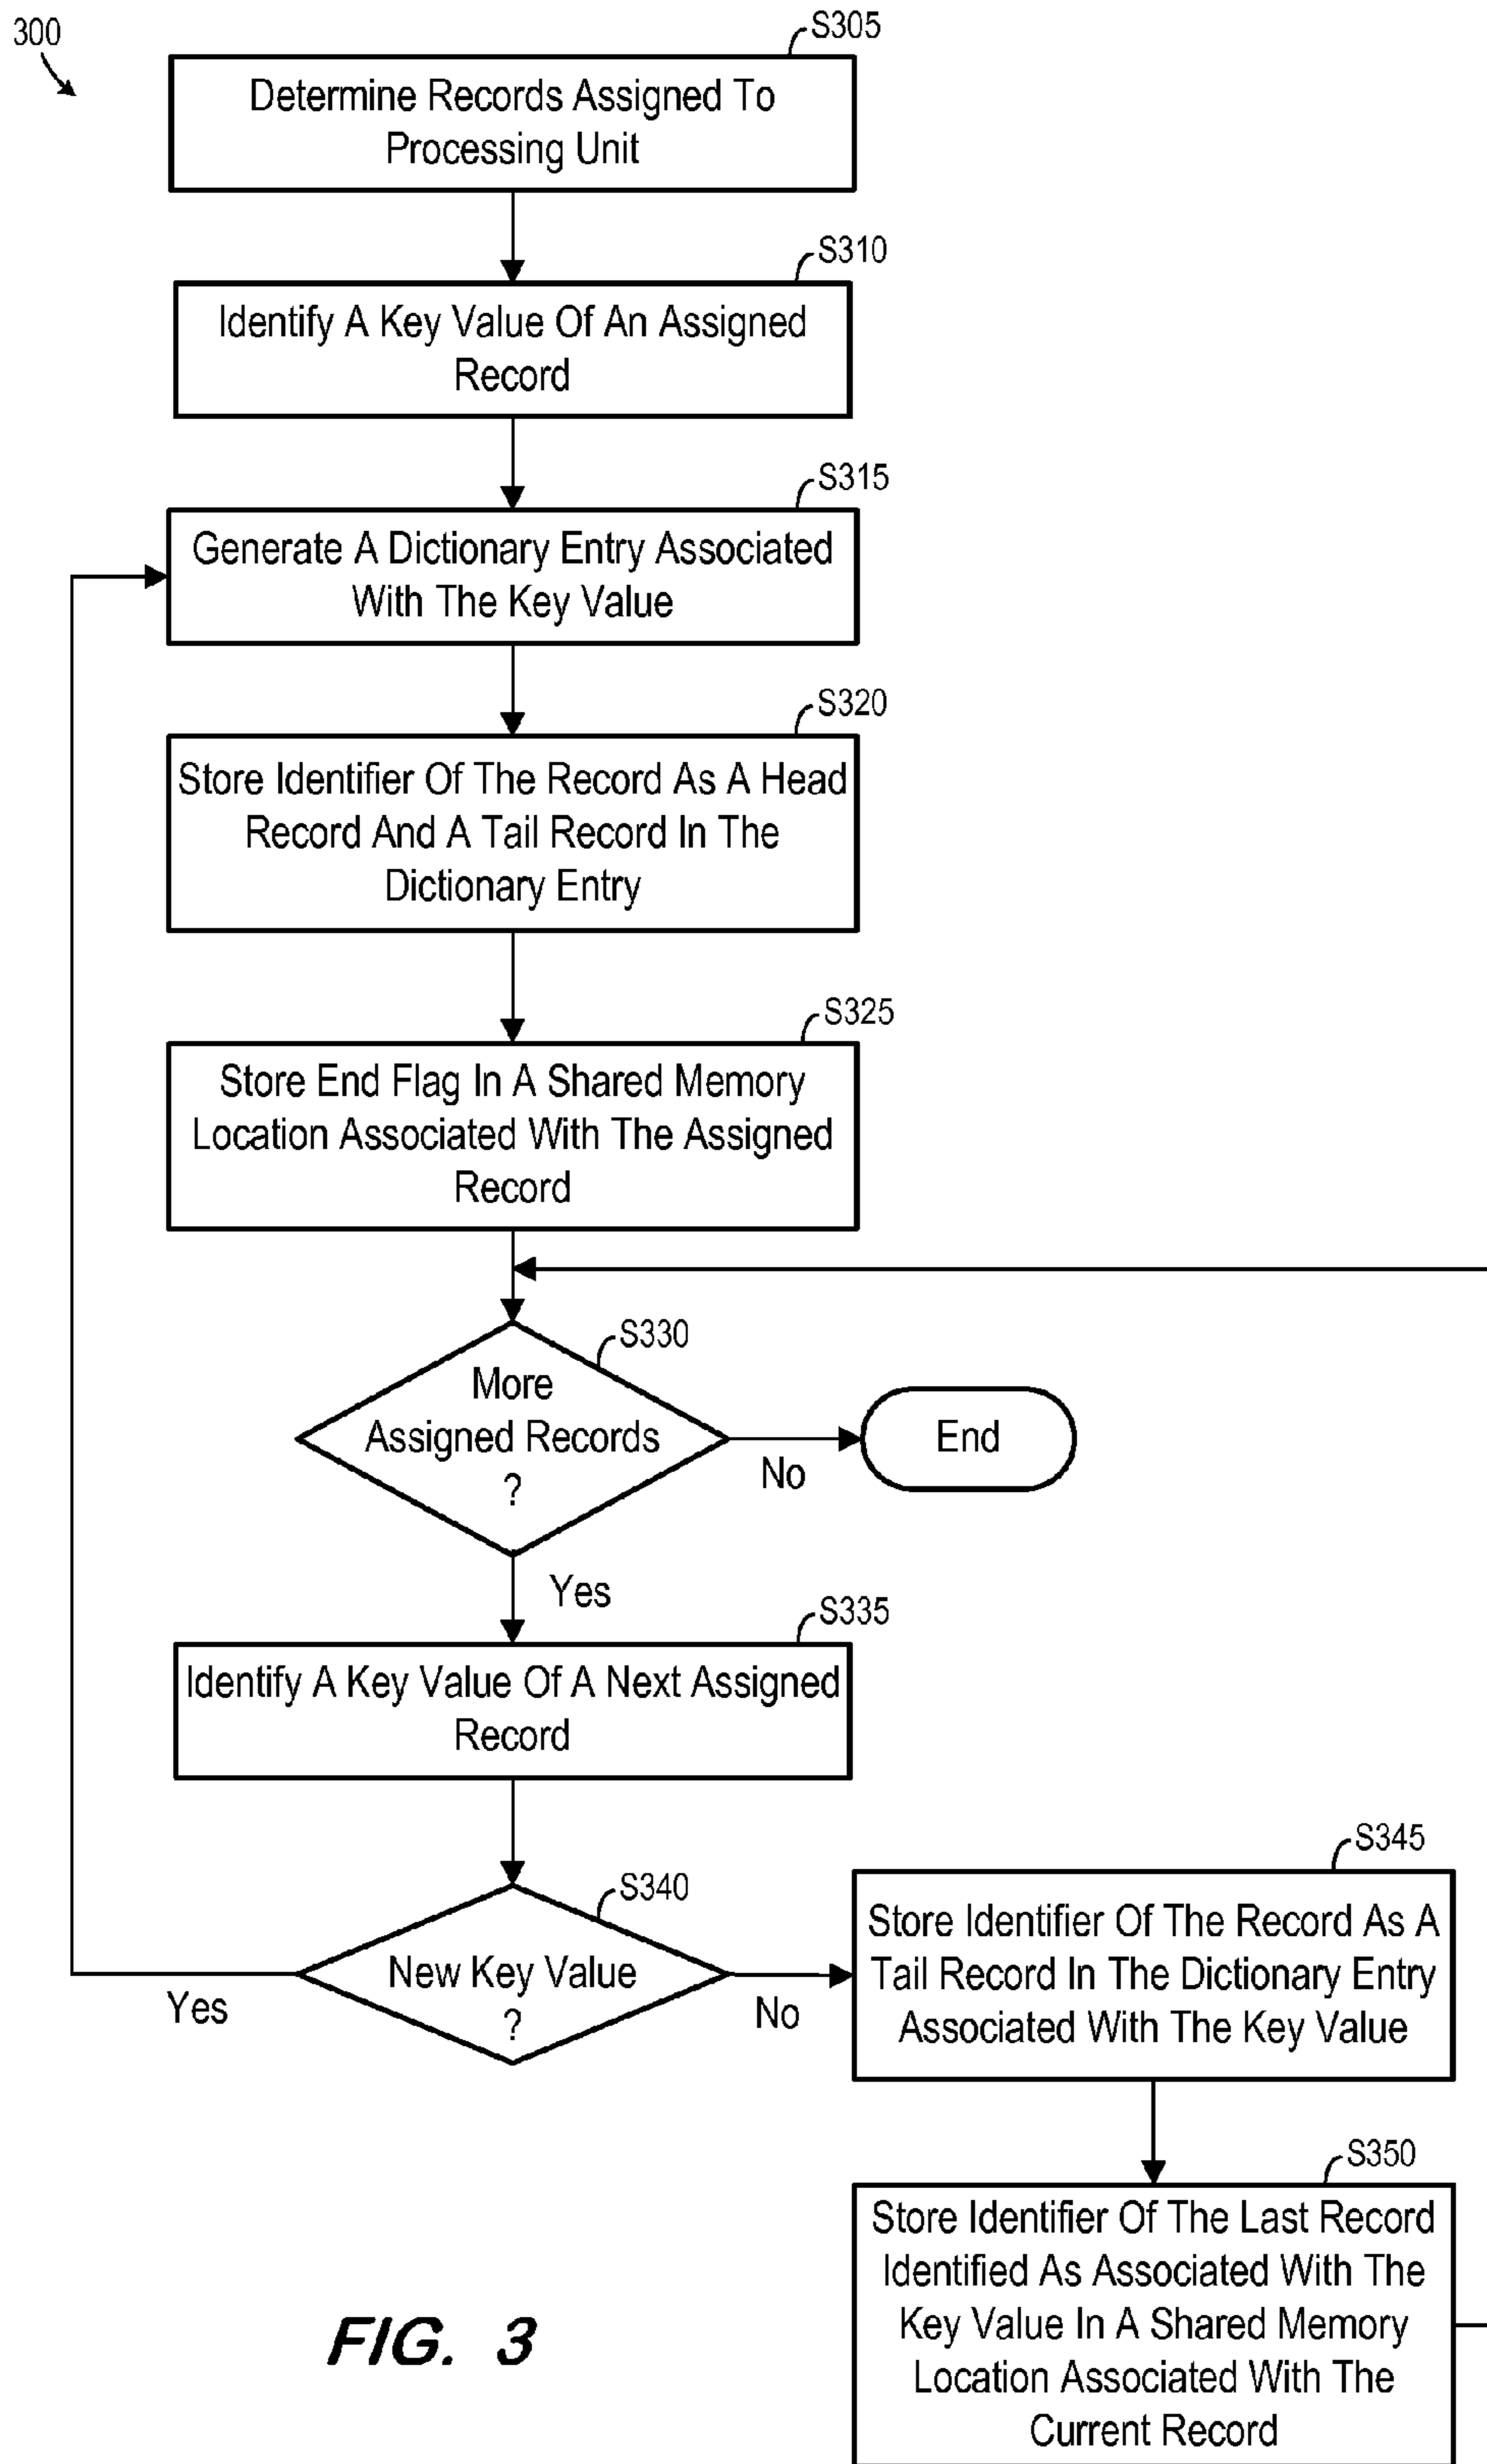 300
S305
Determine Records Assigned To
Processing Unit
S310
Identify A Key Value Of An Assigned
Record
S315
Generate A Dictionary Entry Associated
With The Key Value
S320
Store Identifier Of The Record As A Head
Record And A Tail Record In The
Dictionary Entry
S325
Store End Flag In A Shared Memory
Location Associated With The Assigned
Record
S330
More
Assigned Records
?
No
End
Yes
S335
Identify A Key Value Of A Next Assigned
Record
S340
New Key Value
?
Yes
No
S345
Store Identifier Of The Record As A
Tail Record In The Dictionary Entry
Associated With The Key Value
S350
Store Identifier Of The Last Record
Identified As Associated With The
Key Value In A Shared Memory
Location Associated With The
Current Record
FIG. 3